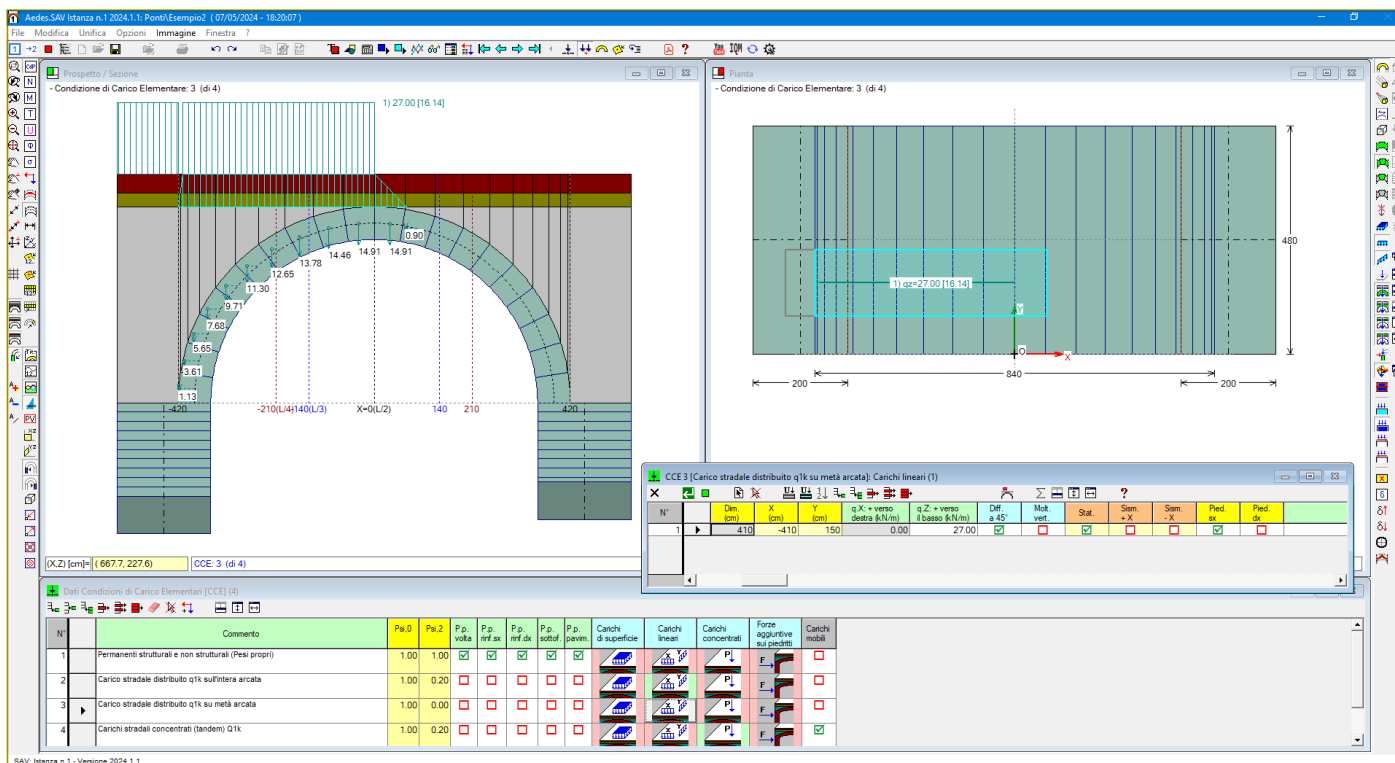 Aedes.SAV Istanza n.1 2024.1.1: Ponti\Esempio2 ( 07/05/2024 - 18:20:07 )
File Modifica Unifica Opzioni Immagine Finestra ?
Prospetto / Sezione
- Condizione di Carico Elementare: 3 (di 4)
1) 27.00 [16.14]
0.90
14.91
14.91
14.46
13.78
12.65
11.30
9.71
7.68
5.65
3.61
1.13
-420
-210(L/4)
-140(L/3)
X=0(L/2)
140
210
420
(X,Z) [cm]= ( 667.7, 227.6) CCE: 3 (di 4)
Pianta
- Condizione di Carico Elementare: 3 (di 4)
480
1) qz=27.00 [16.14]
Y
O
X
840
200
200
CCE 3 [Carico stradale distribuito q1k su metà arcata]: Carichi lineari (1)
N° Dim. (cm) X (cm) Y (cm) q.X: + verso destra (kN/m) q.Z: + verso il basso (kN/m) Diff. a 45° Molt. vert. Stat. Sism. + X Sism. - X Pied. sx Pied. dx
1 410 -410 150 0.00 27.00
Dati Condizioni di Carico Elementari [CCE] (4)
N° Commento Psi,0 Psi,2 P.p. volta P.p. rinf.sx P.p. rinf.dx P.p. sottof. P.p. pavim. Carichi di superficie Carichi lineari Carichi concentrati Forze aggiuntive sui piedritti Carichi mobili
1 Permanenti strutturali e non strutturali (Pesi propri) 1.00 1.00
2 Carico stradale distribuito q1k sull'intera arcata 1.00 0.20
3 Carico stradale distribuito q1k su metà arcata 1.00 0.00
4 Carichi stradali concentrati (tandem) Q1k 1.00 0.20
SAV: Istanza n.1 - Versione 2024.1.1